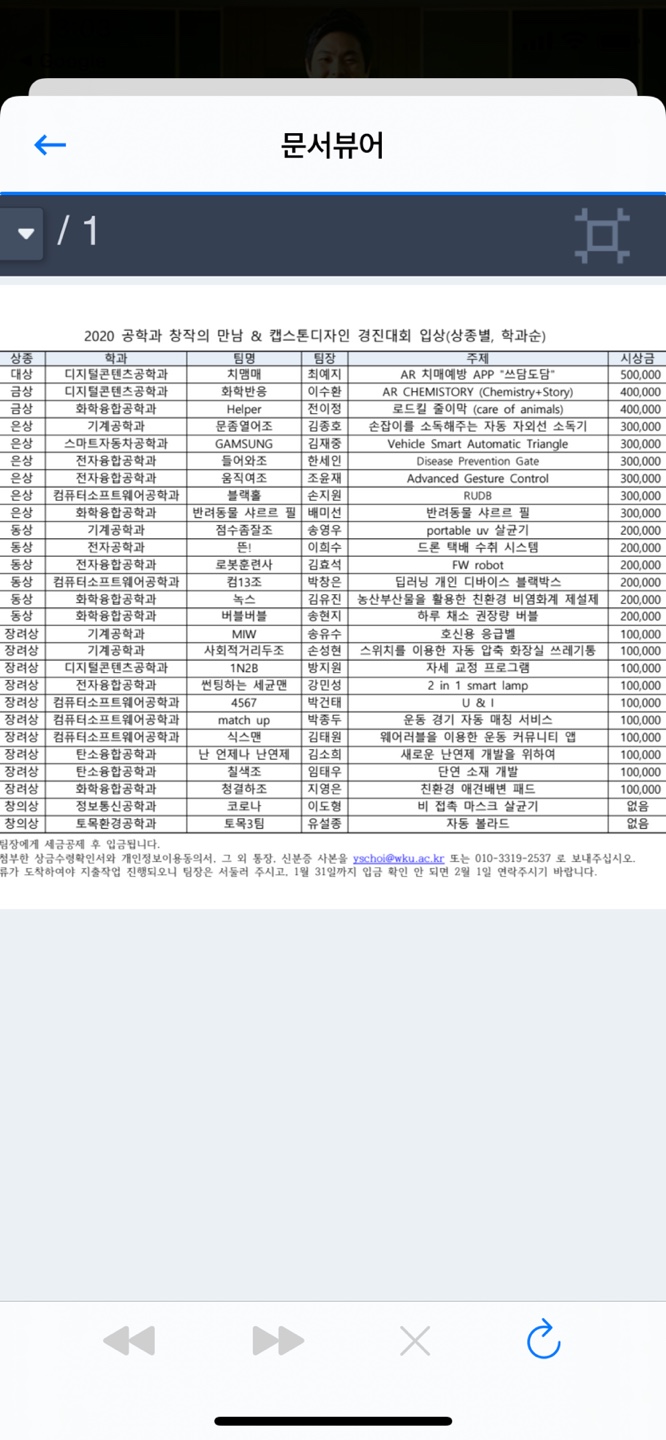 문서뷰어
/ 1
2020 공학과 창작의 만남 & 캡스톤디자인 경진대회 입상(상종별, 학과순)
상종 학과 팀명 팀장 주제 시상금
대상 디지털콘텐츠공학과 치맴매 최예지 AR 치매예방 APP "쓰담도담" 500,000
금상 디지털콘텐츠공학과 화학반응 이수환 AR CHEMISTORY (Chemistry+Story) 400,000
금상 화학융합공학과 Helper 전이정 로드킬 줄이막 (care of animals) 400,000
은상 기계공학과 문좀열어조 김종호 손잡이를 소독해주는 자동 자외선 소독기 300,000
은상 스마트자동차공학과 GAMSUNG 김재중 Vehicle Smart Automatic Triangle 300,000
은상 전자융합공학과 들어와조 한세인 Disease Prevention Gate 300,000
은상 전자융합공학과 움직여조 조윤재 Advanced Gesture Control 300,000
은상 컴퓨터소프트웨어공학과 블랙홀 손지원 RUDB 300,000
은상 화학융합공학과 반려동물 샤르르 필 배미선 반려동물 샤르르 필 300,000
동상 기계공학과 점수좀잘조 송영우 portable uv 살균기 200,000
동상 전자공학과 뜬! 이희수 드론 택배 수취 시스템 200,000
동상 전자융합공학과 로봇훈련사 김효석 FW robot 200,000
동상 컴퓨터소프트웨어공학과 컴13조 박창은 딥러닝 개인 디바이스 블랙박스 200,000
동상 화학융합공학과 녹스 김유진 농산부산물을 활용한 친환경 비염화계 제설제 200,000
동상 화학융합공학과 버블버블 송현지 하루 채소 권장량 버블 200,000
장려상 기계공학과 MIW 송유수 호신용 응급벨 100,000
장려상 기계공학과 사회적거리두조 손성현 스위치를 이용한 자동 압축 화장실 쓰레기통 100,000
장려상 디지털콘텐츠공학과 1N2B 방지원 자세 교정 프로그램 100,000
장려상 전자융합공학과 썬팅하는 세균맨 강민성 2 in 1 smart lamp 100,000
장려상 컴퓨터소프트웨어공학과 4567 박건태 U & I 100,000
장려상 컴퓨터소프트웨어공학과 match up 박종두 운동 경기 자동 매칭 서비스 100,000
장려상 컴퓨터소프트웨어공학과 식스맨 김태원 웨어러블을 이용한 운동 커뮤니티 앱 100,000
장려상 탄소융합공학과 난 언제나 난연제 김소희 새로운 난연제 개발을 위하여 100,000
장려상 탄소융합공학과 칠색조 임태우 단연 소재 개발 100,000
장려상 화학융합공학과 청결하조 지영은 친환경 애견배변 패드 100,000
창의상 정보통신공학과 코로나 이도형 비 접촉 마스크 살균기 없음
창의상 토목환경공학과 토목3팀 유설종 자동 볼라드 없음
팀장에게 세금공제 후 입금됩니다.
첨부한 상금수령확인서와 개인정보이용동의서, 그 외 통장, 신분증 사본을 yschoi@wku.ac.kr 또는 010-3319-2537 로 보내주십시오.
류가 도착하여야 지출작업 진행되오니 팀장은 서둘러 주시고, 1월 31일까지 입금 확인 안 되면 2월 1일 연락주시기 바랍니다.